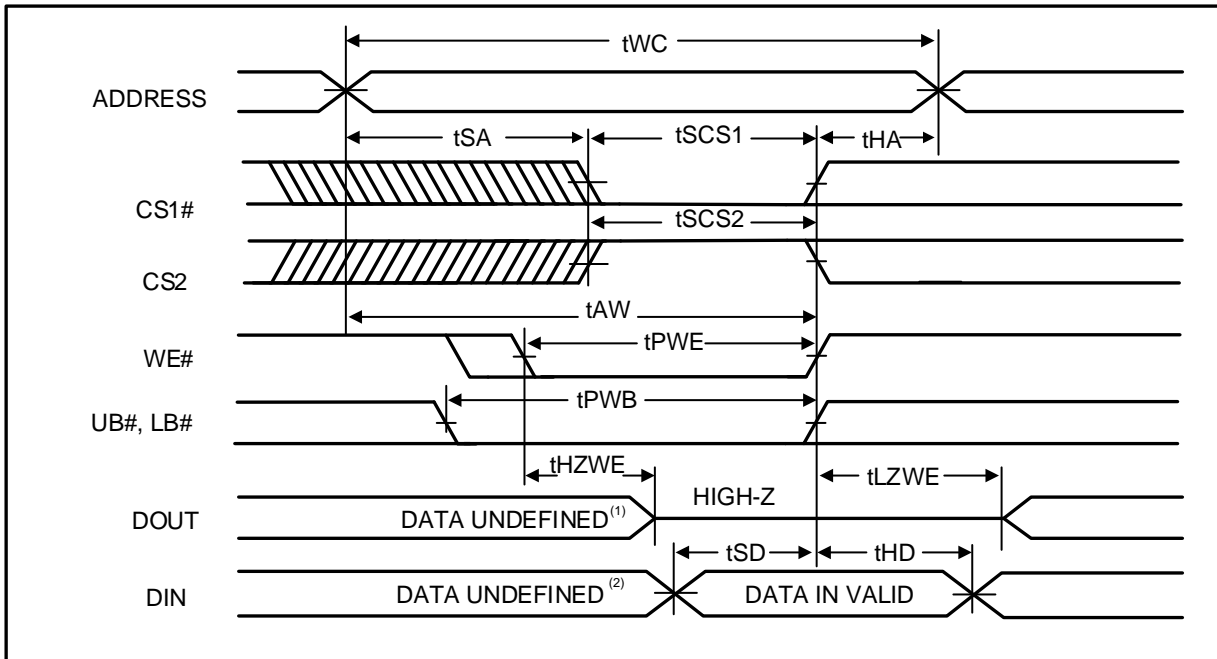 tWC
ADDRESS
tSA
tSCS1
tHA
CS1#
tSCS2
CS2
tAW
WE#
tPWE
tPWB
UB#, LB#
tHZWE
tLZWE
HIGH-Z
DOUT
DATA UNDEFINED(1)
tSD
tHD
DIN
DATA UNDEFINED(2)
DATA IN VALID